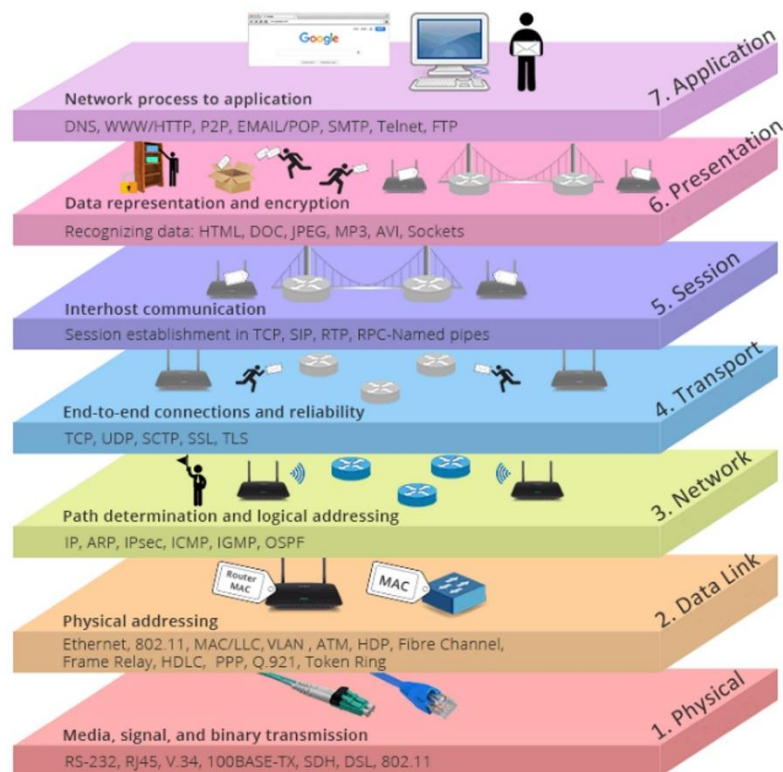 Google
7. Application
Network process to application
DNS, WWW/HTTP, P2P, EMAIL/POP, SMTP, Telnet, FTP
6. Presentation
Data representation and encryption
Recognizing data: HTML, DOC, JPEG, MP3, AVI, Sockets
5. Session
Interhost communication
Session establishment in TCP, SIP, RTP, RPC-Named pipes
4. Transport
End-to-end connections and reliability
TCP, UDP, SCTP, SSL, TLS
3. Network
Path determination and logical addressing
IP, ARP, IPsec, ICMP, IGMP, OSPF
Router
MAC
MAC
2. Data Link
Physical addressing
Ethernet, 802.11, MAC/LLC, VLAN , ATM, HDP, Fibre Channel,
Frame Relay, HDLC, PPP, Q.921, Token Ring
1. Physical
Media, signal, and binary transmission
RS-232, RJ45, V.34, 100BASE-TX, SDH, DSL, 802.11